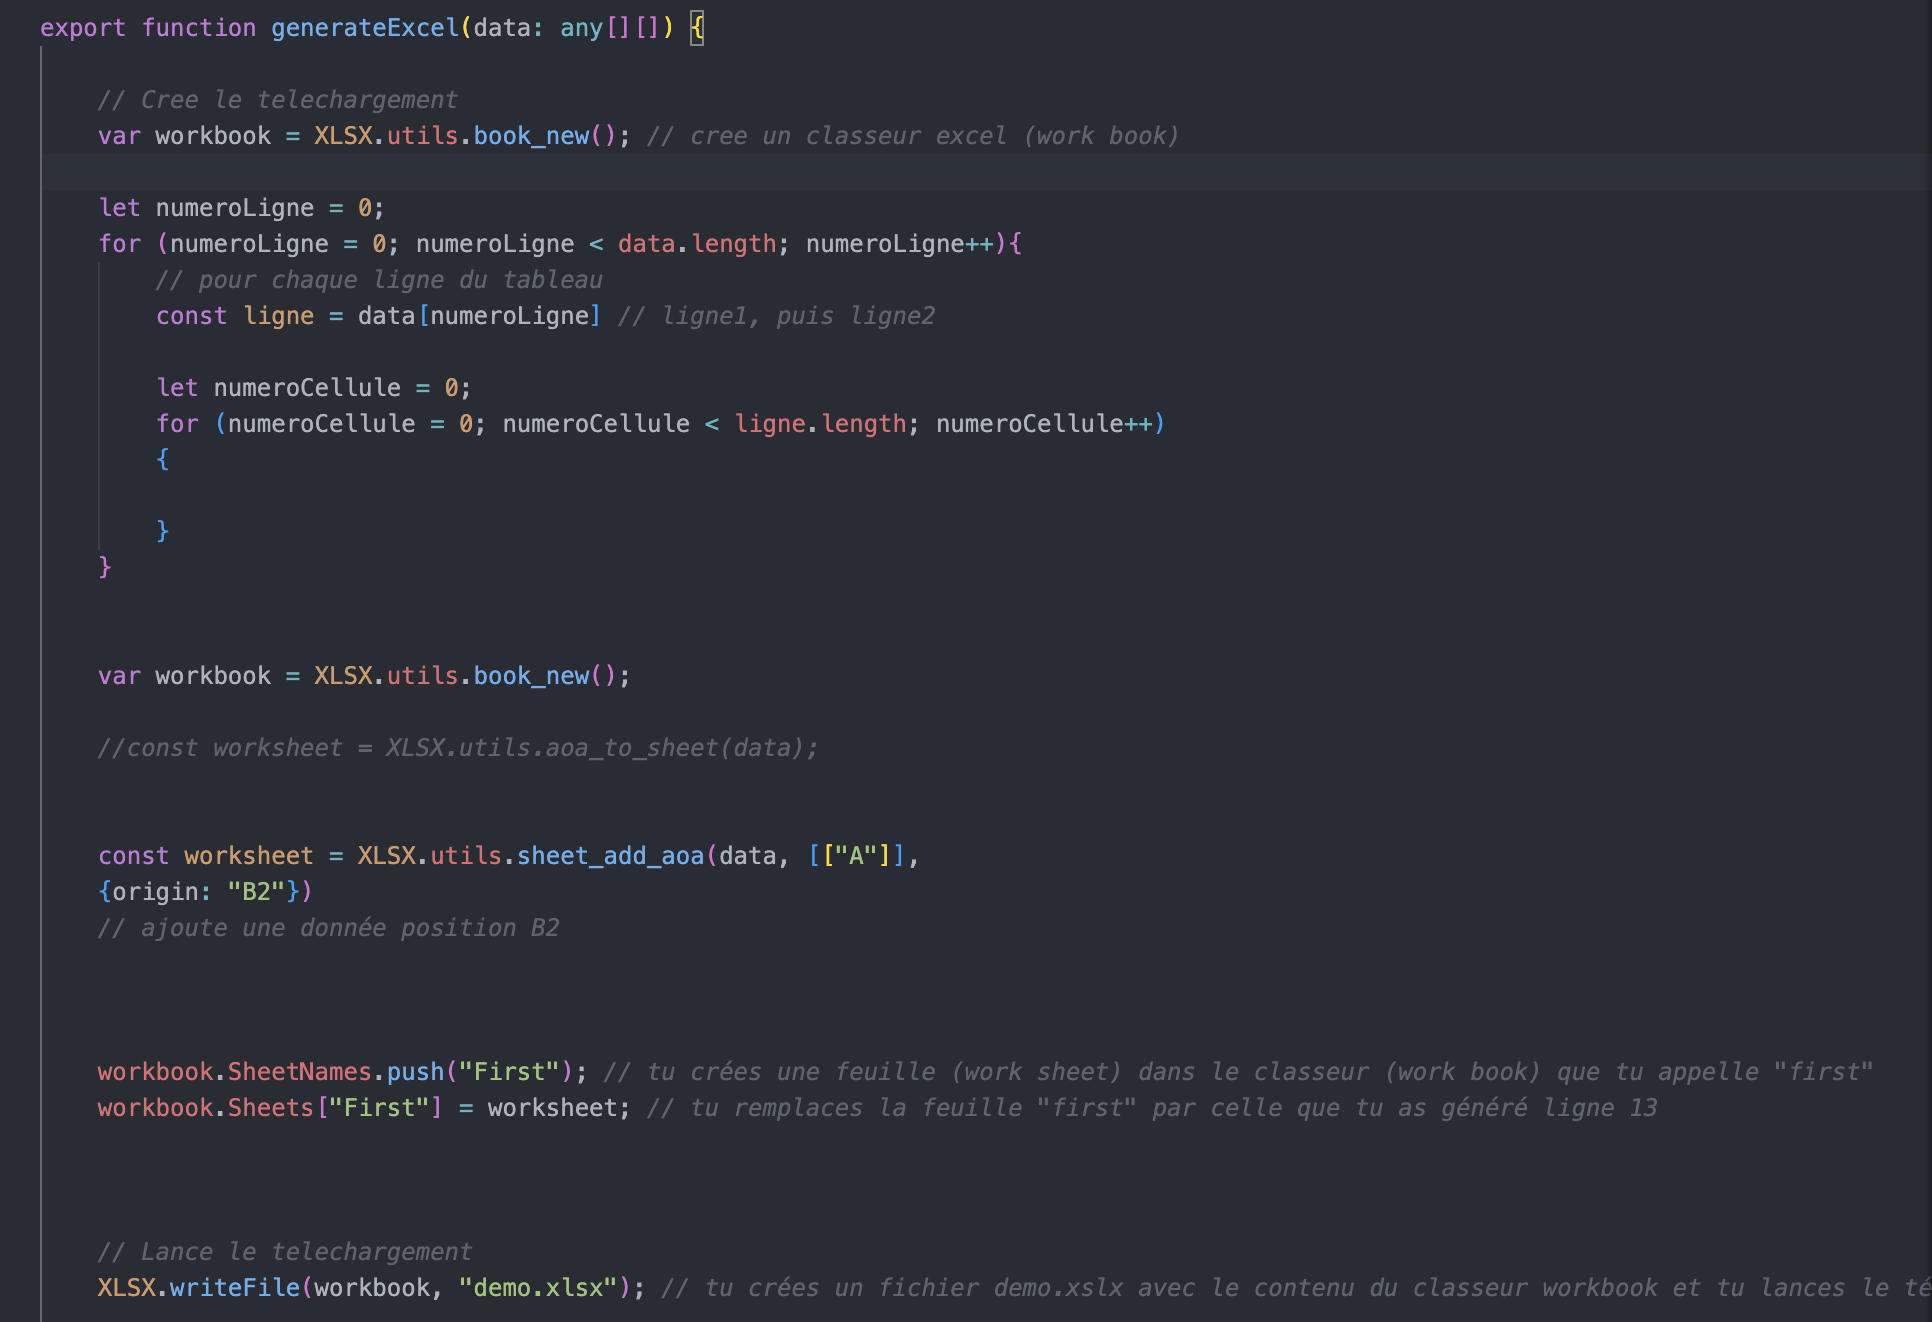 export function generateExcel(data: any[][]) {
// Cree le telechargement
var workbook = XLSX.utils.book_new(); // cree un classeur excel (work book)
let numeroLigne = 0;
for (numeroLigne = 0; numeroLigne < data.length; numeroLigne++){
// pour chaque ligne du tableau
const ligne = data[numeroLigne] // ligne1, puis ligne2
let numeroCellule = 0;
for (numeroCellule = 0; numeroCellule < ligne.length; numeroCellule++)
{
}
}
var workbook = XLSX.utils.book_new();
//const worksheet = XLSX.utils.aoa_to_sheet(data);
const worksheet = XLSX.utils.sheet_add_aoa(data, [["A"]],
{origin: "B2"})
// ajoute une donnée position B2
workbook.SheetNames.push("First"); // tu crées une feuille (work sheet) dans le classeur (work book) que tu appelle "first"
workbook.Sheets["First"] = worksheet; // tu remplaces la feuille "first" par celle que tu as généré ligne 13
// Lance le telechargement
XLSX.writeFile(workbook, "demo.xlsx"); // tu crées un fichier demo.xslx avec le contenu du classeur workbook et tu lances le